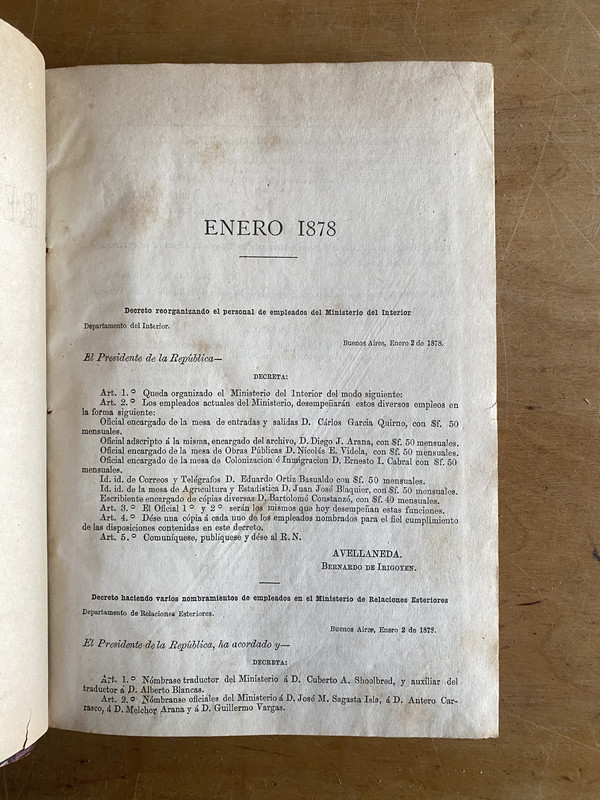 ENERO 1878
Decreto reorganizando el personal de empleados del Ministerio del Interior
Departamento del Interior.
Buenos Aires, Enero 2 de 1878.
El Presidente de la República—
DECRETA:
Art. 1.° Queda organizado el Ministerio del Interior del modo siguiente:
Art. 2.° Los empleados actuales del Ministerio, desempeñarán estos diversos empleos en
la forma siguiente:
Oficial encargado de la mesa de entradas y salidas D. Cárlos Garcia Quirno, con $f. 50
mensuales.
Oficial adscripto á la misma, encargado del archivo, D. Diego J. Arana, con $f. 50 mensuales.
Oficial encargado de la mesa de Obras Públicas D. Nicolás E. Videla, con $f. 50 mensuales.
Oficial encargado de la mesa de Colonizacion é Inmigracion D. Ernesto I. Cabral con $f. 50
mensuales.
Id. id. de Correos y Telégrafos D. Eduardo Ortiz Basualdo con $f. 50 mensuales.
Id. id. de la mesa de Agricultura y Estadística D. Juan José Blaquier, con $f. 50 mensuales.
Escribiente encargado de cópias diversas D. Bartolomé Constanzó, con $f. 40 mensuales.
Art. 3.° El Oficial 1° y 2° serán los mismos que hoy desempeñan estas funciones.
Art. 4.° Dése una cópia á cada uno de los empleados nombrados para el fiel cumplimiento
de las disposiciones contenidas en este decreto.
Art. 5.° Comuníquese, publíquese y dése al R. N.
AVELLANEDA.
BERNARDO DE IRIGOYEN.
Decreto haciendo varios nombramientos de empleados en el Ministerio de Relaciones Esteriores
Departamento de Relaciones Esteriores.
Buenos Aires, Enero 2 de 1878.
El Presidente de la República, ha acordado y—
DECRETA:
Art. 1.° Nómbrase traductor del Ministerio á D. Cuberto A. Shoolbred, y auxiliar del
traductor á D. Alberto Blancas.
Art. 2.° Nómbranse oficiales del Ministerio á D. José M. Sagasta Isla, á D. Antero Car-
rasco, á D. Melchor Arana y á D. Guillermo Vargas.